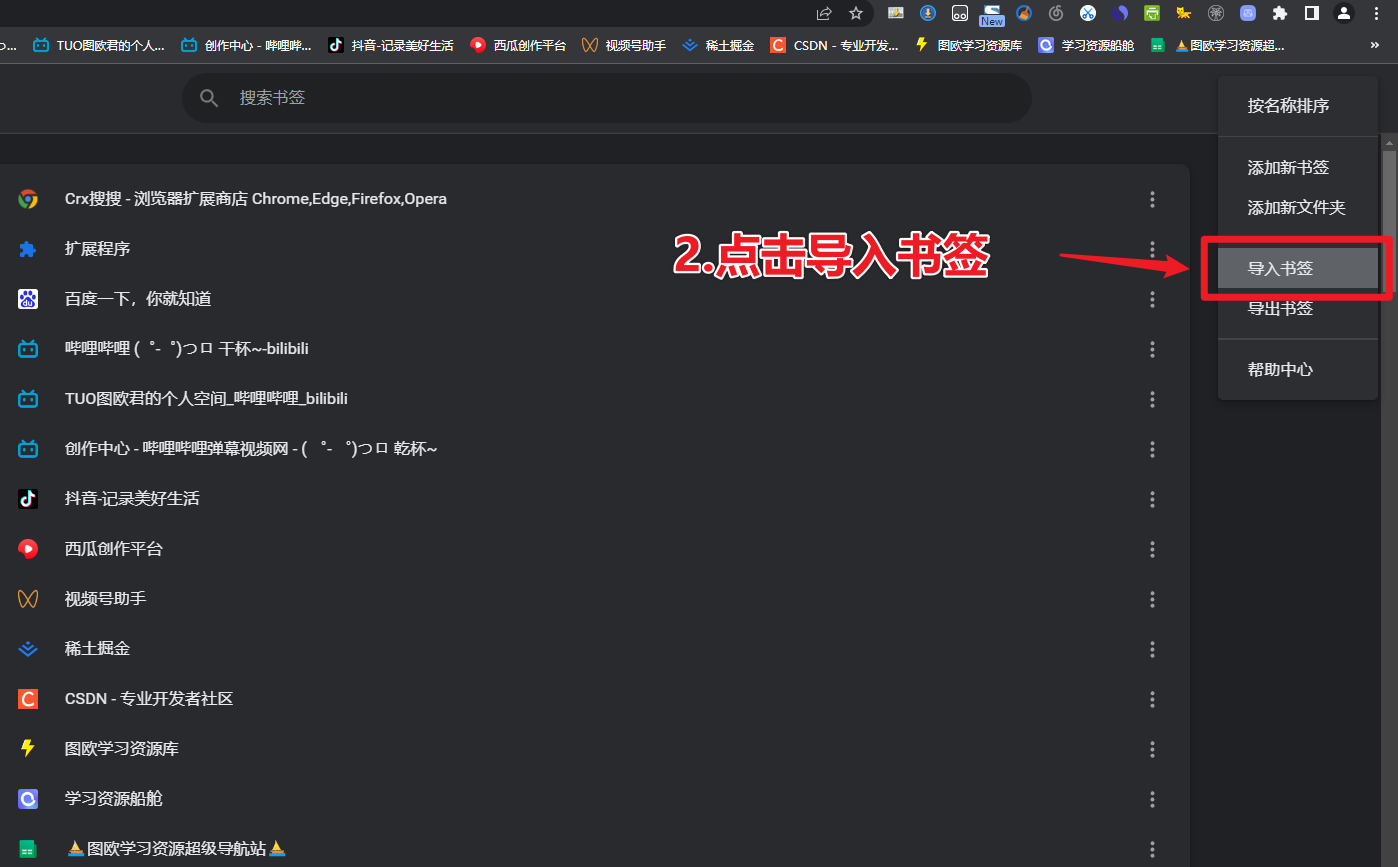 New
TUO图欧君的个人...
创作中心 - 哔哩哔...
抖音-记录美好生活
西瓜创作平台
视频号助手
稀土掘金
CSDN - 专业开发...
图欧学习资源库
学习资源船舱
图欧学习资源超...
搜索书签
按名称排序
添加新书签
添加新文件夹
导入书签
导出书签
帮助中心
2.点击导入书签
Crx搜搜 - 浏览器扩展商店 Chrome,Edge,Firefox,Opera
扩展程序
百度一下，你就知道
哔哩哔哩 (゜-゜)つロ 干杯~-bilibili
TUO图欧君的个人空间_哔哩哔哩_bilibili
创作中心 - 哔哩哔哩弹幕视频网 - (゜-゜)つロ 乾杯~
抖音-记录美好生活
西瓜创作平台
视频号助手
稀土掘金
CSDN - 专业开发者社区
图欧学习资源库
学习资源船舱
图欧学习资源超级导航站